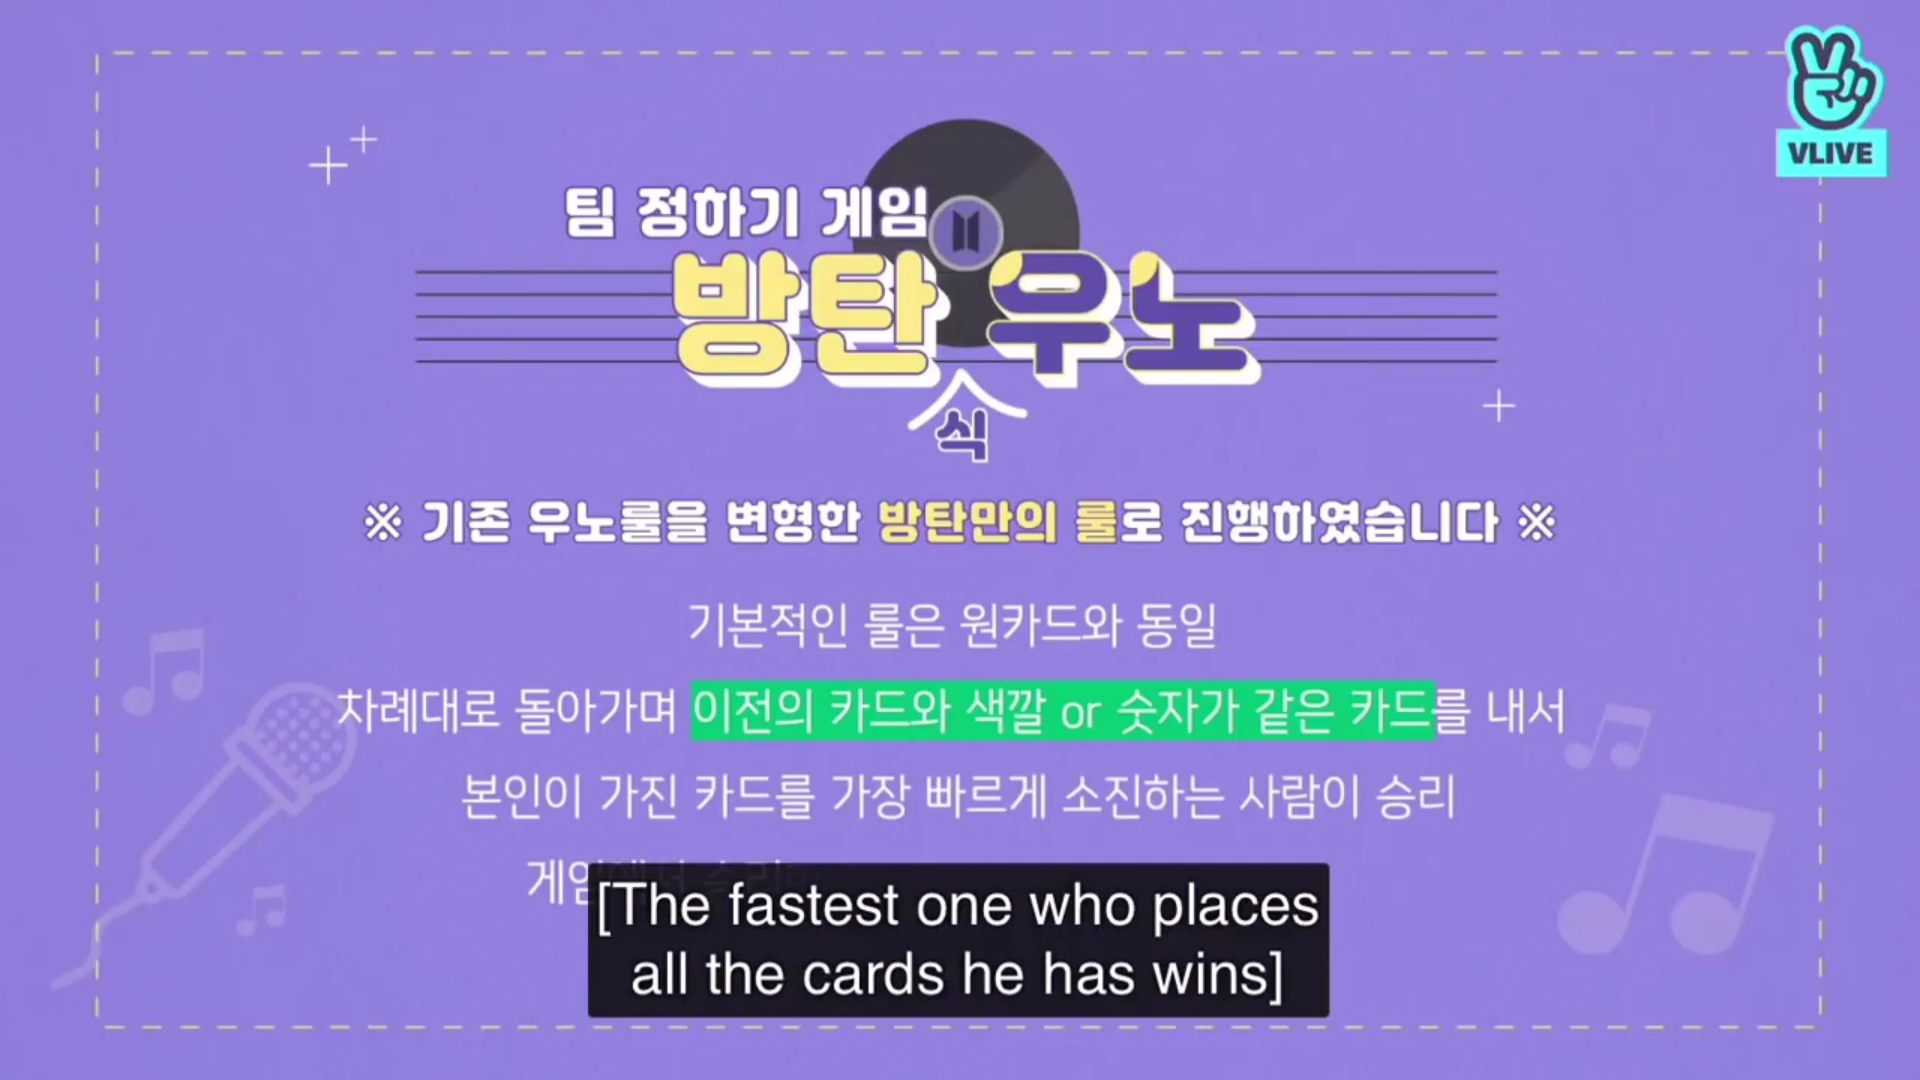 VLIVE
팀 정하기 게임
방탄 우노
식
※ 기존 우노룰을 변형한 방탄만의 룰로 진행하였습니다 ※
기본적인 룰은 원카드와 동일
차례대로 돌아가며 이전의 카드와 색깔 or 숫자가 같은 카드를 내서
본인이 가진 카드를 가장 빠르게 소진하는 사람이 승리
[The fastest one who places
all the cards he has wins]